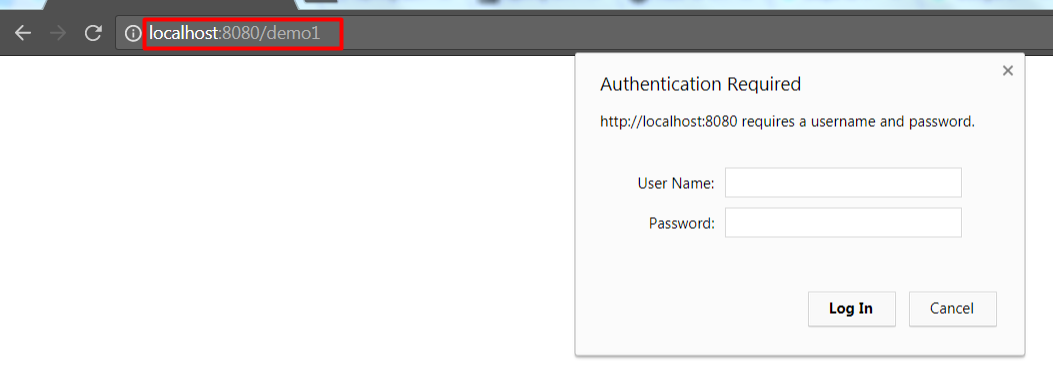 localhost:8080/demo1
Authentication Required
http://localhost:8080 requires a username and password.
User Name:
Password:
Log In
Cancel